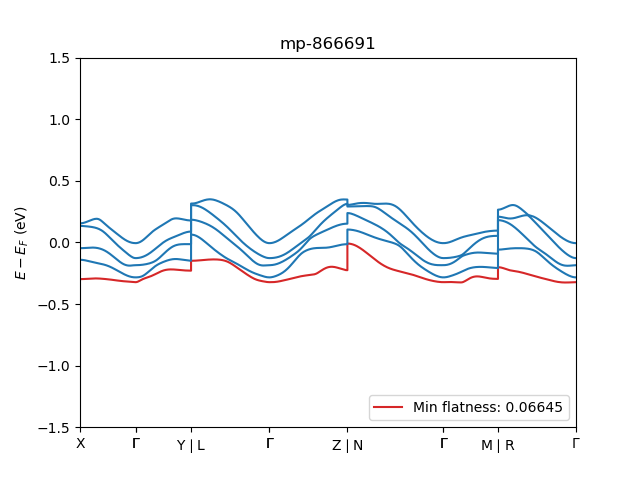 mp-866691
E − E_F (eV)
1.5
1.0
0.5
0.0
−0.5
−1.0
−1.5
Min flatness: 0.06645
X Γ Y | L Γ Z | N Γ M | R Γ